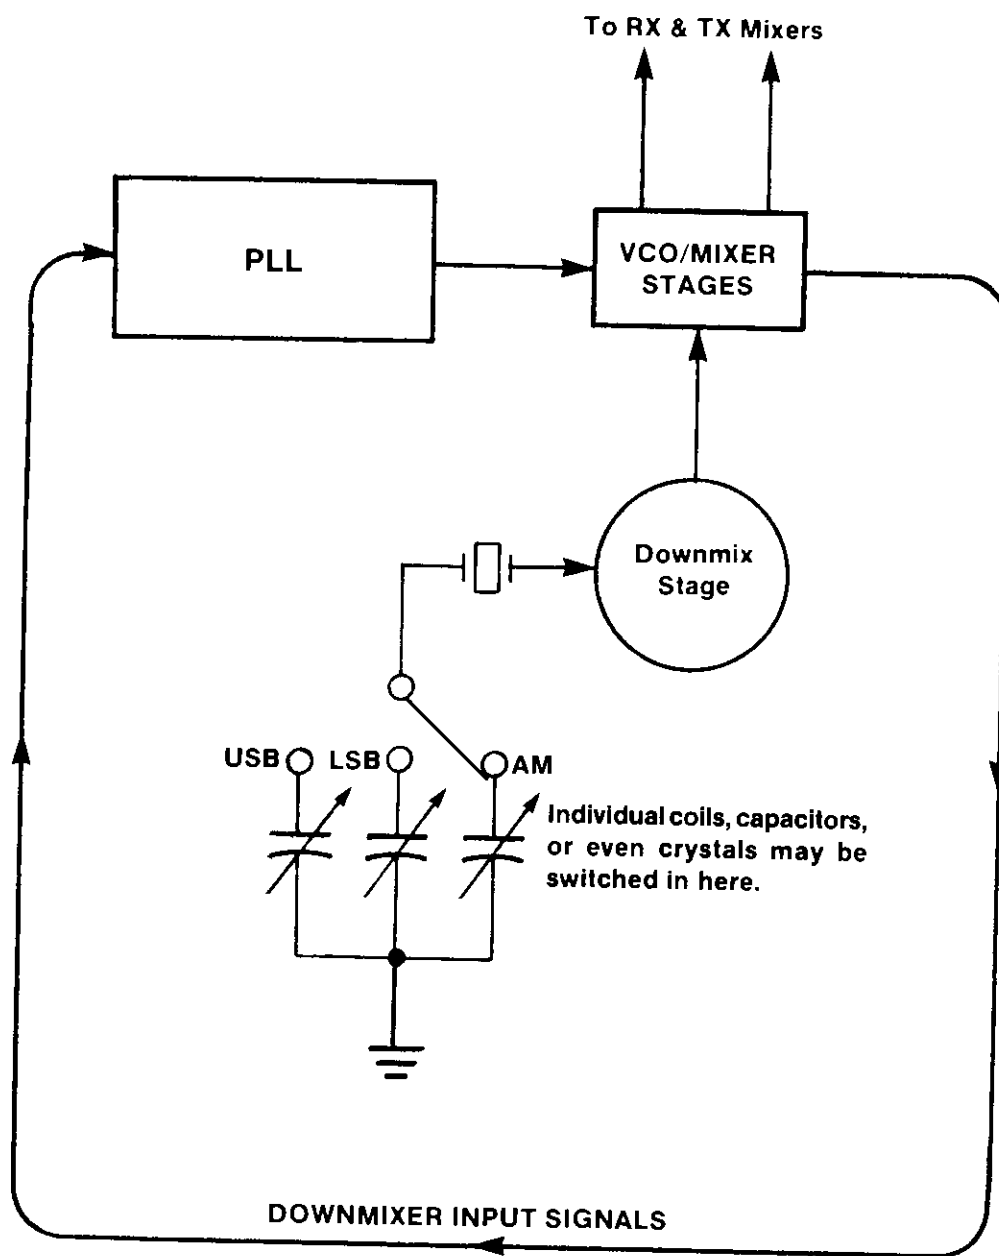 To RX & TX Mixers
PLL
VCO/MIXER
STAGES
Downmix
Stage
USB
LSB
AM
Individual coils, capacitors,
or even crystals may be
switched in here.
DOWNMIXER INPUT SIGNALS